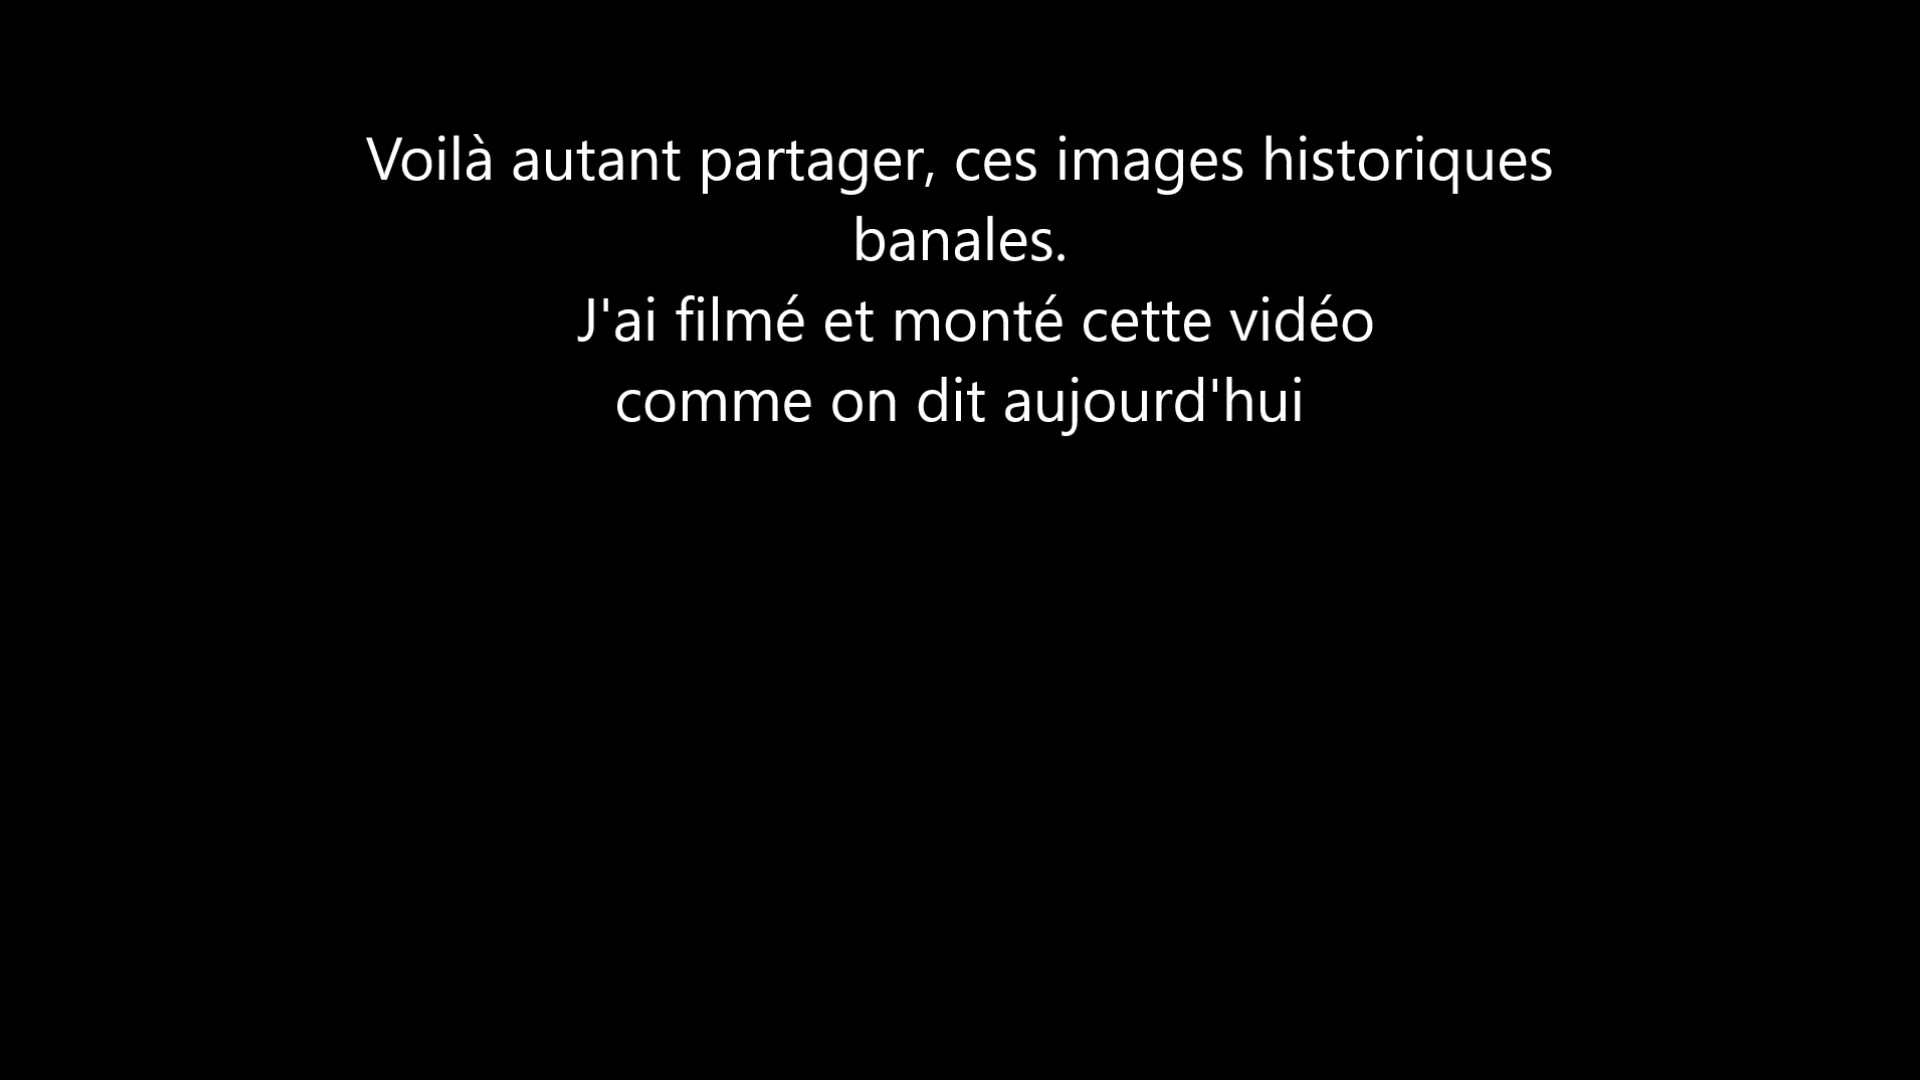 Voilà autant partager, ces images historiques
banales.
J'ai filmé et monté cette vidéo
comme on dit aujourd'hui